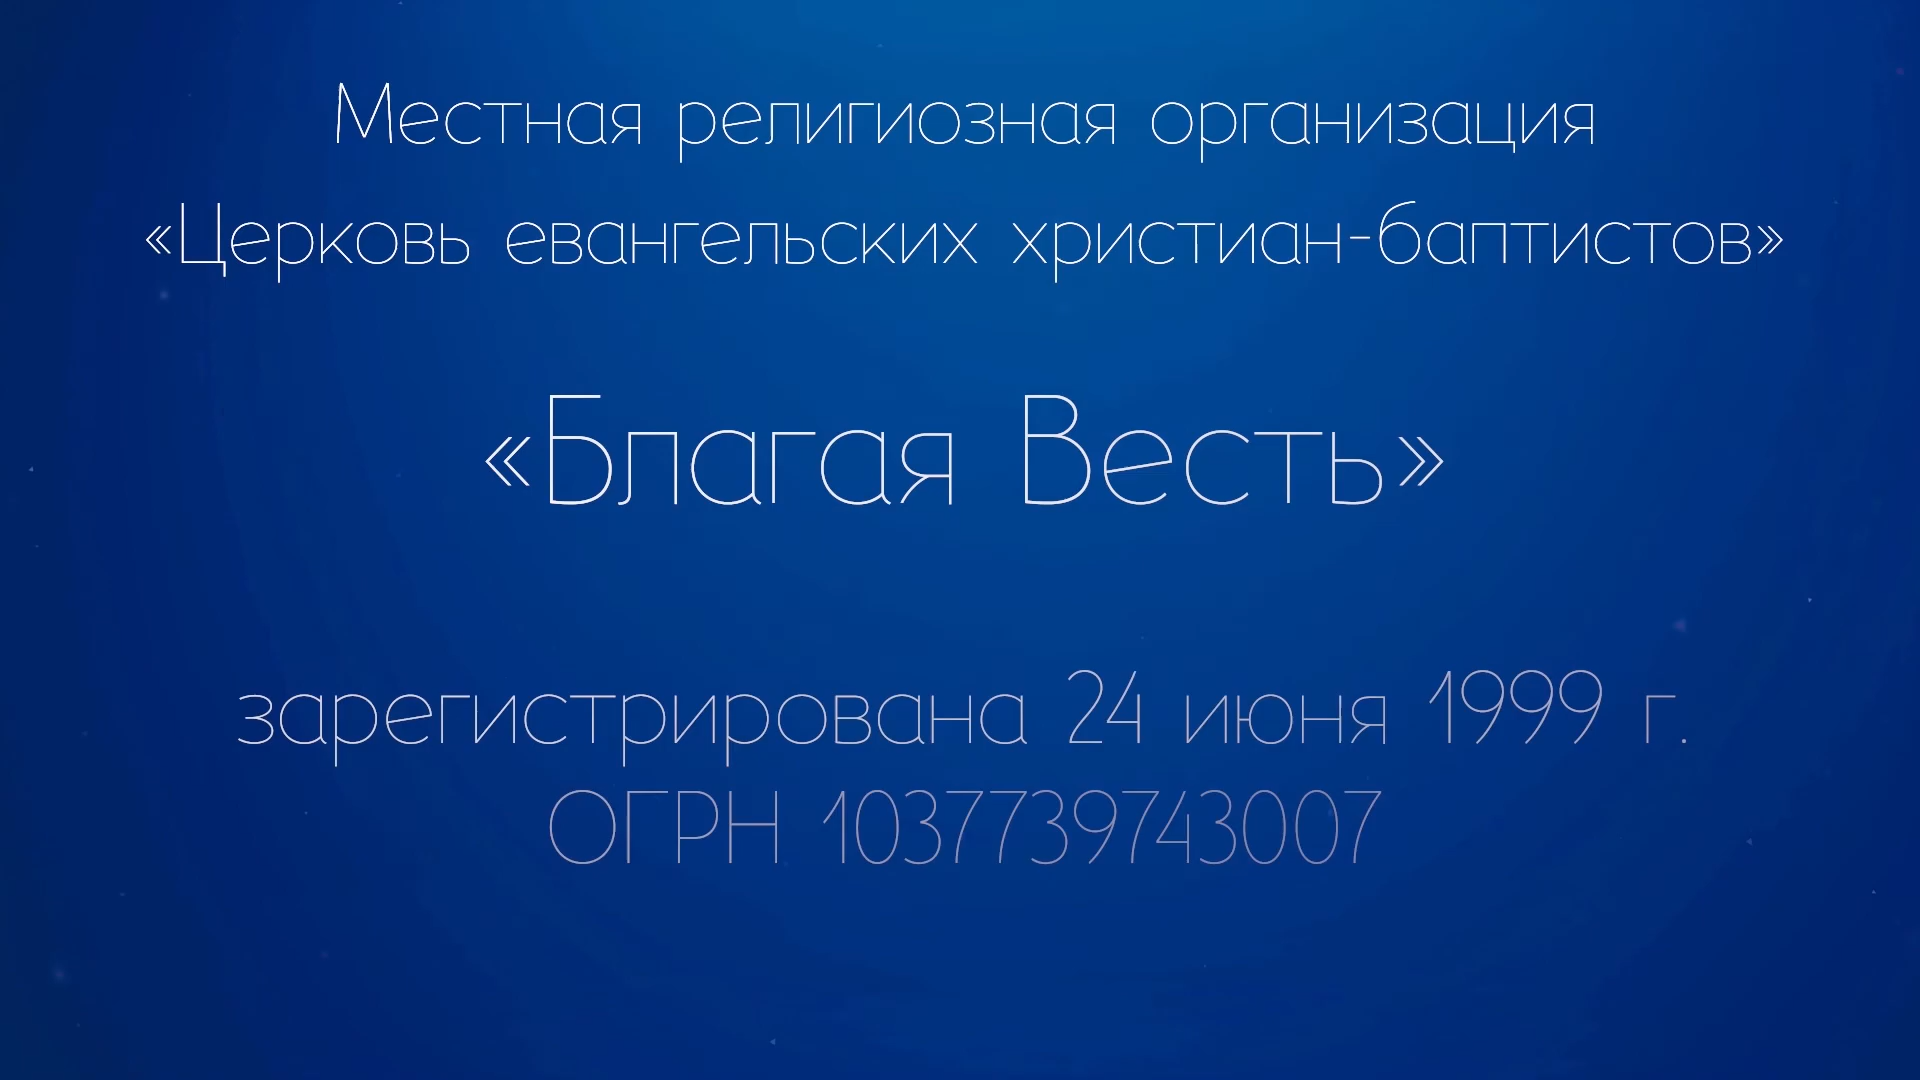 Местная религиозная организация
«Церковь евангельских христиан-баптистов»
«Благая Весть»
зарегистрирована 24 июня 1999 г.
ОГРН 1037739743007